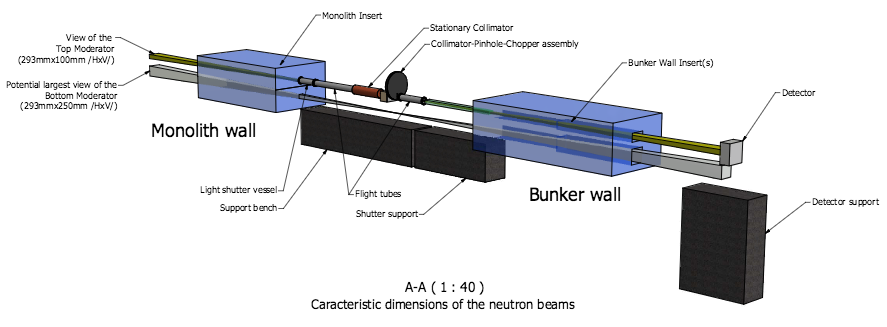 View of the
Top Moderator
(293mmx100mm /HxV/)
Potential largest view of the
Bottom Moderator
(293mmx250mm /HxV/)
Monolith Insert
Stationary Collimator
Collimator-Pinhole-Chopper assembly
Bunker Wall Insert(s)
Detector
Monolith wall
Light shutter vessel
Support bench
Flight tubes
Shutter support
Bunker wall
Detector support
A-A ( 1 : 40 )
Caracteristic dimensions of the neutron beams